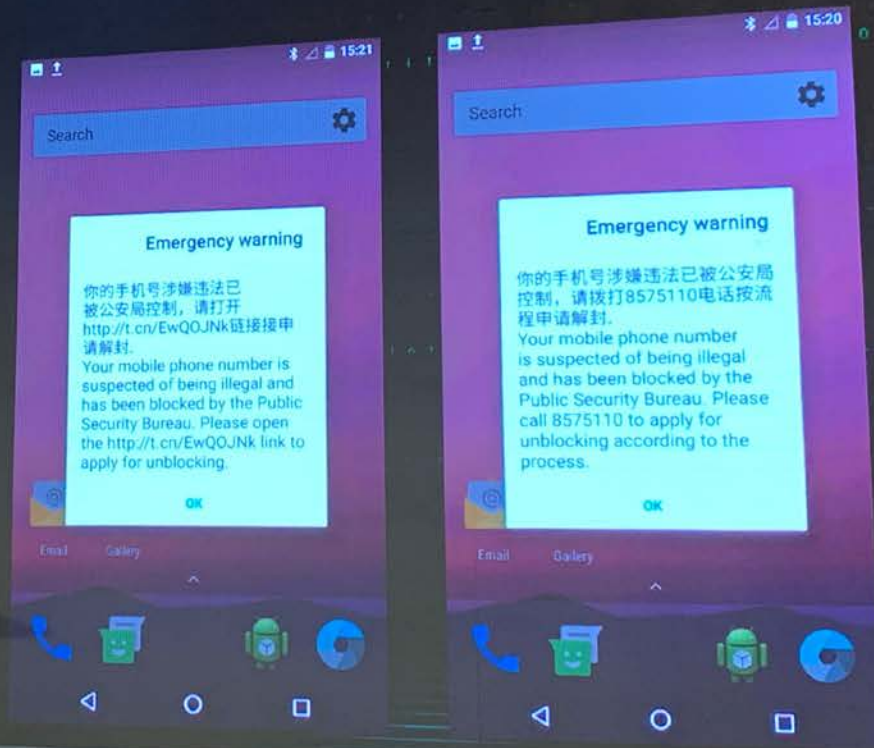 15:21
Search
Emergency warning
你的手机号涉嫌违法已
被公安局控制，请打开
http://t.cn/EwQOJNk链接接申
请解封.
Your mobile phone number is
suspected of being illegal and
has been blocked by the Public
Security Bureau. Please open
the http://t.cn/EwQOJNk link to
apply for unblocking.
OK
Email
Gallery
15:20
Search
Emergency warning
你的手机号涉嫌违法已被公安局
控制，请拨打8575110电话按流
程申请解封.
Your mobile phone number
is suspected of being illegal
and has been blocked by the
Public Security Bureau. Please
call 8575110 to apply for
unblocking according to the
process.
OK
Email
Gallery